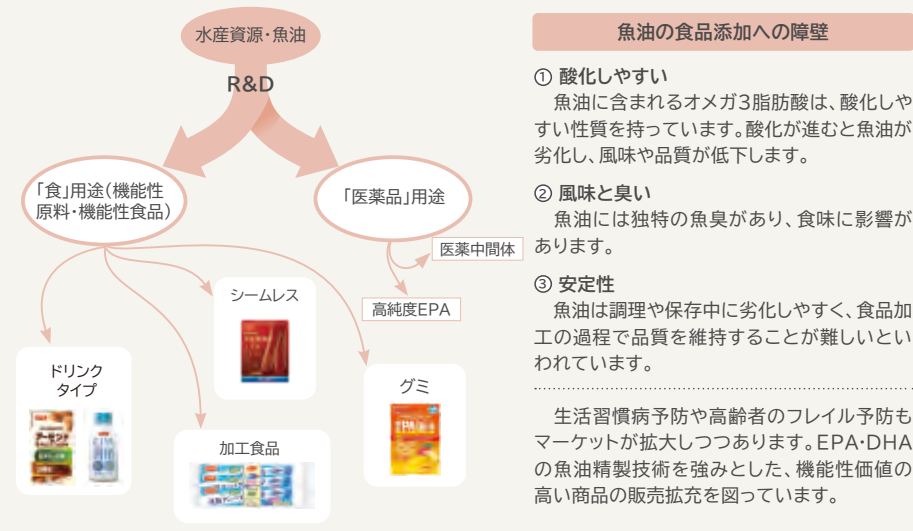 水産資源・魚油
R&D
「食」用途(機能性
原料・機能性食品)
「医薬品」用途
医薬中間体
高純度EPA
シームレス
ドリンク
タイプ
グミ
加工食品
魚油の食品添加への障壁
① 酸化しやすい
魚油に含まれるオメガ3脂肪酸は、酸化しや
すい性質を持っています。酸化が進むと魚油が
劣化し、風味や品質が低下します。
② 風味と臭い
魚油には独特の魚臭があり、食味に影響が
あります。
③ 安定性
魚油は調理や保存中に劣化しやすく、食品加
工の過程で品質を維持することが難しいとい
われています。
生活習慣病予防や高齢者のフレイル予防も
マーケットが拡大しつつあります。EPA・DHA
の魚油精製技術を強みとした、機能性価値の
高い商品の販売拡充を図っています。